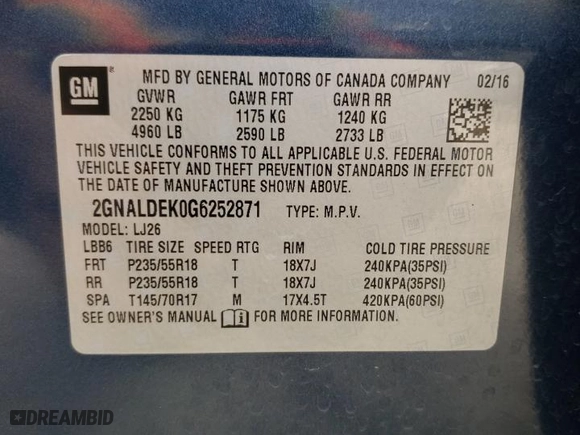 GM ® MFD BY GENERAL MOTORS OF CANADA COMPANY 02/16
GVWR GAWR FRT GAWR RR
2250 KG 1175 KG 1240 KG
4960 LB 2590 LB 2733 LB
THIS VEHICLE CONFORMS TO ALL APPLICABLE U.S. FEDERAL MOTOR
VEHICLE SAFETY AND THEFT PREVENTION STANDARDS IN EFFECT ON
THE DATE OF MANUFACTURE SHOWN ABOVE.
2GNALDEK0G6252871 TYPE: M.P.V.
MODEL: LJ26
LBB6 TIRE SIZE SPEED RTG RIM COLD TIRE PRESSURE
FRT P235/55R18 T 18X7J 240KPA(35PSI)
RR P235/55R18 T 18X7J 240KPA(35PSI)
SPA T145/70R17 M 17X4.5T 420KPA(60PSI)
SEE OWNER'S MANUAL FOR MORE INFORMATION.
DREAMBID